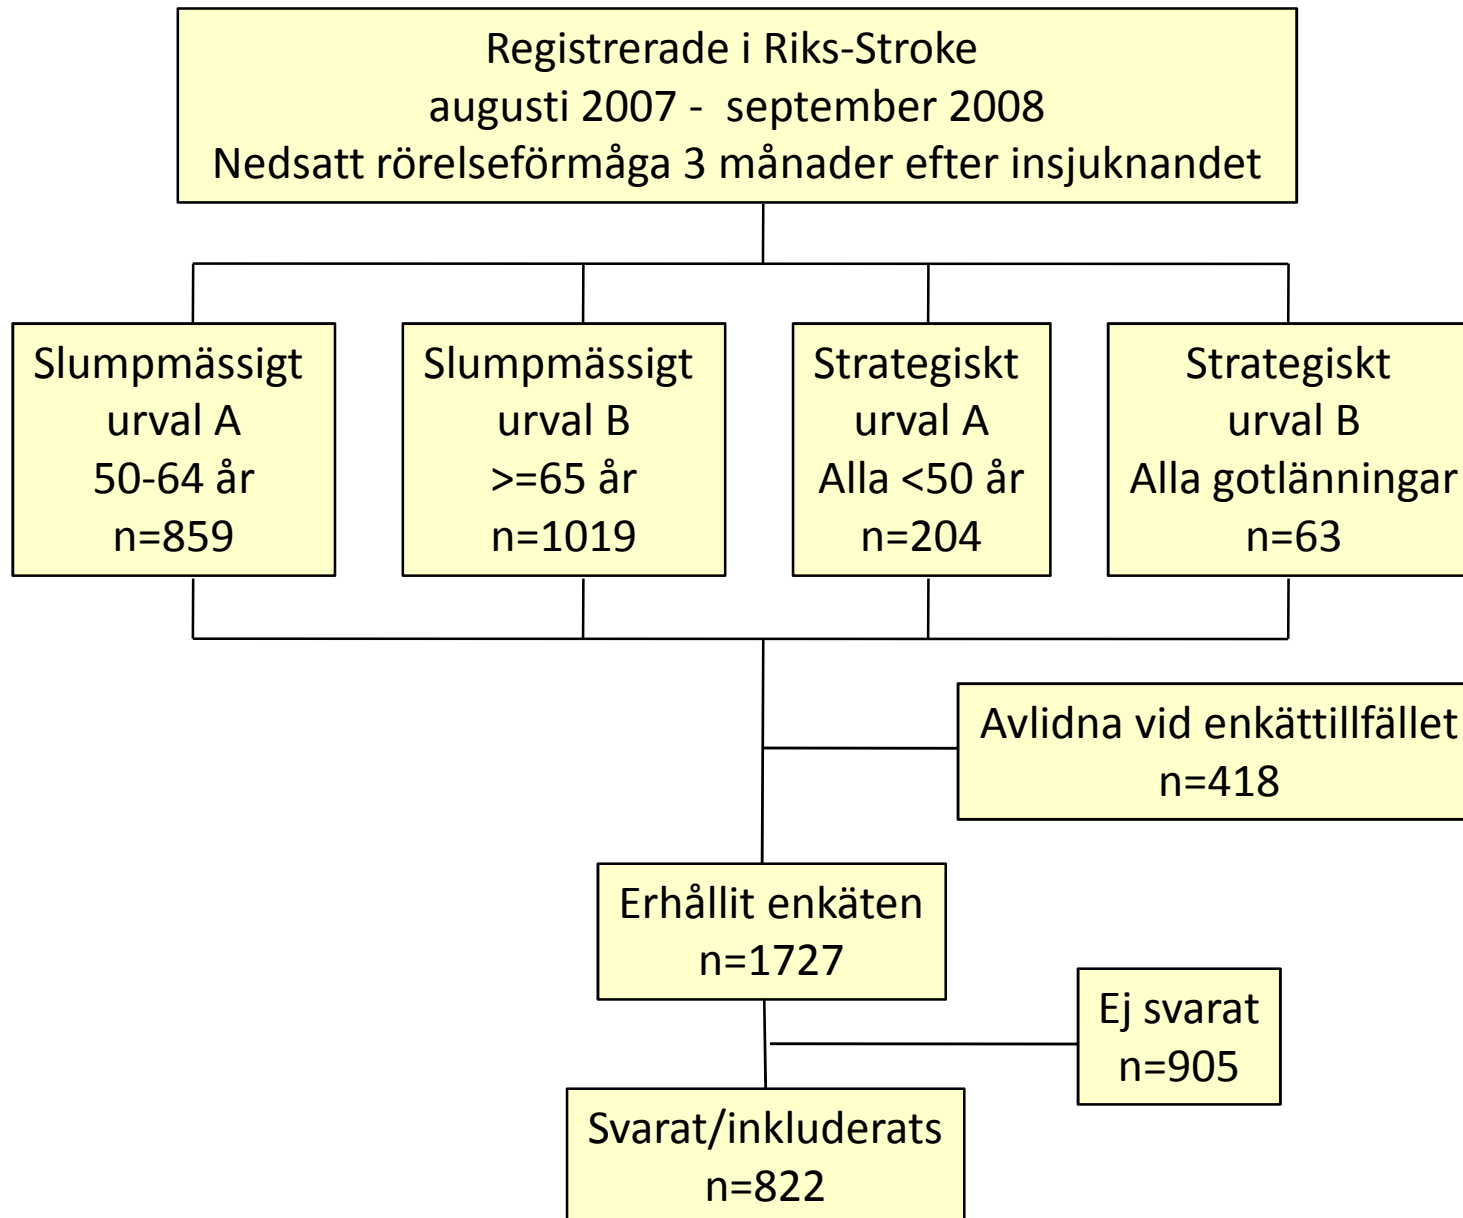 Registrerade i Riks-Stroke
augusti 2007 -  september 2008
Nedsatt rörelseförmåga 3 månader efter insjuknandet
Slumpmässigt
urval A
50-64 år
n=859
Slumpmässigt
urval B
>=65 år
n=1019
Strategiskt
urval A
Alla <50 år
n=204
Strategiskt
urval B
Alla gotlänningar
n=63
Avlidna vid enkättillfället
n=418
Erhållit enkäten
n=1727
Ej svarat
n=905
Svarat/inkluderats
n=822